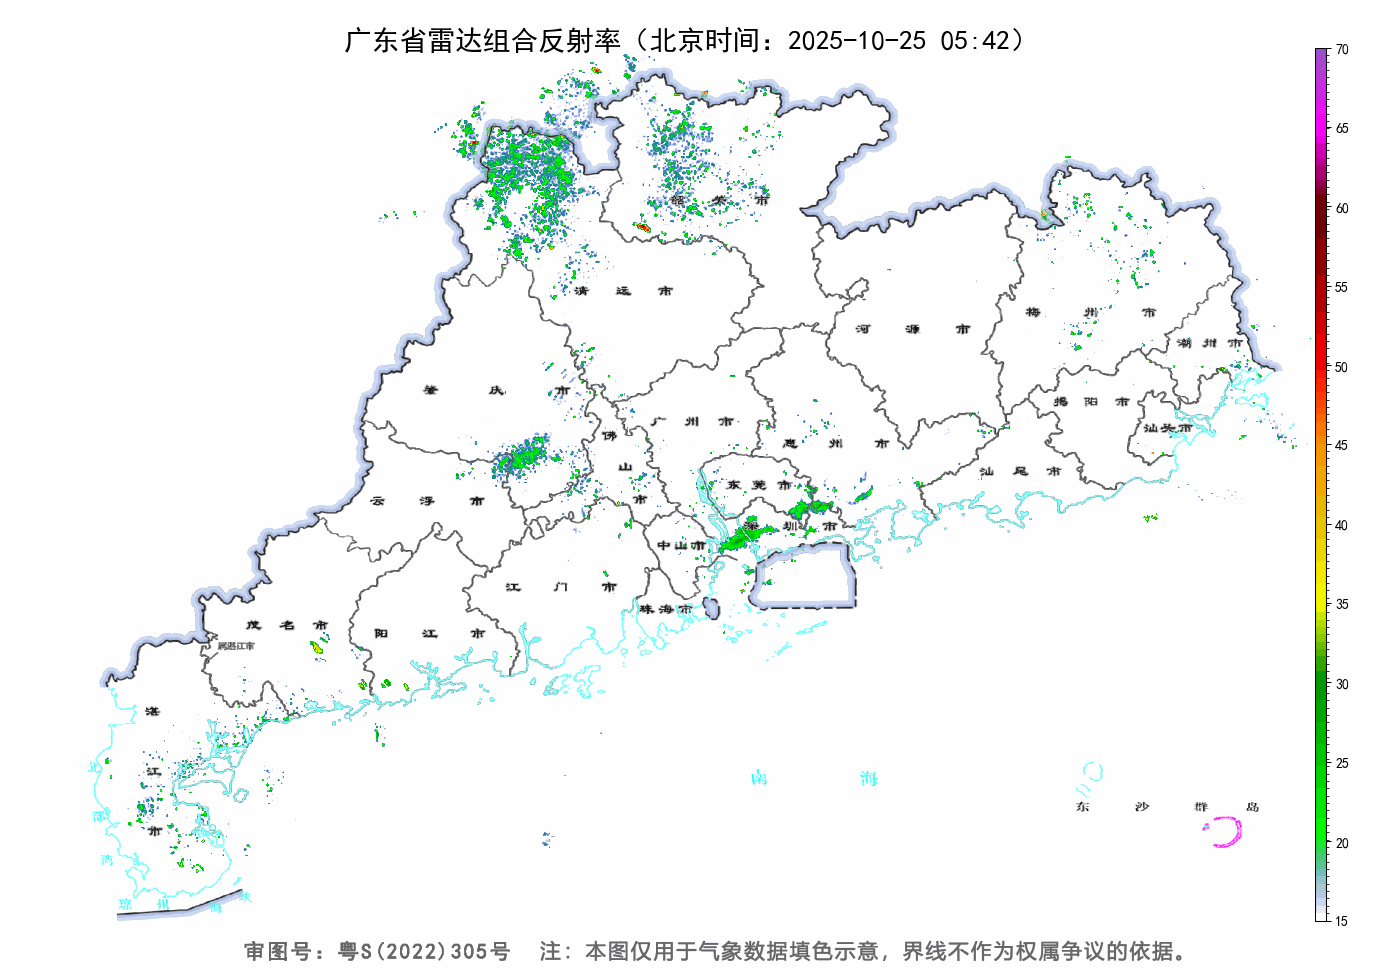 广东省雷达组合反射率（北京时间：2025-10-25 05:42）
70
65
60
55
50
45
40
35
30
25
20
15
韶关市
清远市
河源市
梅州市
潮州市
肇庆市
广州市
惠州市
揭阳市
汕头市
佛山市
云浮市
东莞市
汕尾市
深圳市
中山市
江门市
珠海市
茂名市
阳江市
属湛江市
湛江市
北部湾
琼州海峡
南海
东沙群岛
审图号：粤S(2022)305号 注：本图仅用于气象数据填色示意，界线不作为权属争议的依据。